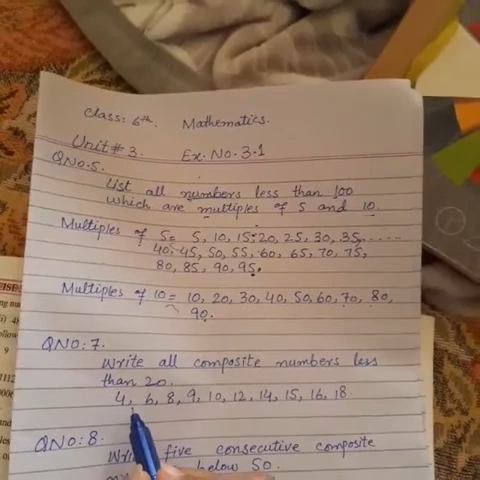 Class: 6th. Mathematics.
Unit # 3. Ex. No. 3.1
QNO.5.
List all numbers less than 100
which are multiples of 5 and 10.
Multiples of 5 = 5, 10, 15, 20, 25, 30, 35,......
40, 45, 50, 55, 60, 65, 70, 75,
80, 85, 90, 95.
Multiples of 10 = 10, 20, 30, 40, 50, 60, 70, 80,
90.
QNO:7.
Write all composite numbers less
than 20.
4, 6, 8, 9, 10, 12, 14, 15, 16, 18.
QNO:8.
five consecutive composite
below 50.